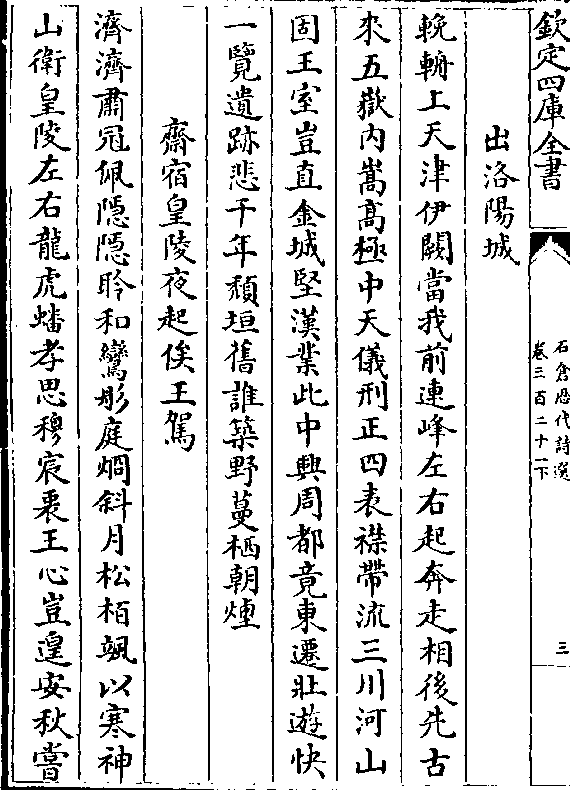 欽定四庫全書
石倉歴代詩選
卷三百二十一下
三
出洛陽城
輓輈上天津伊闕當我前連峰左右起奔走相後先古
來五嶽内嵩髙極中天儀刑正四表襟帶流三川河山
固王室豈直金城堅漢業此中興周都竟東遷壯遊快
一覽遺跡悲千年頽垣舊誰築野蔓栖朝煙
齋宿皇陵夜起俟王駕
濟濟肅冠佩隠隠聆和鸞彤庭烱斜月松栢颯以寒神
山衛皇陵左右龍虎蟠孝思穆宸衷王心豈遑安秋嘗